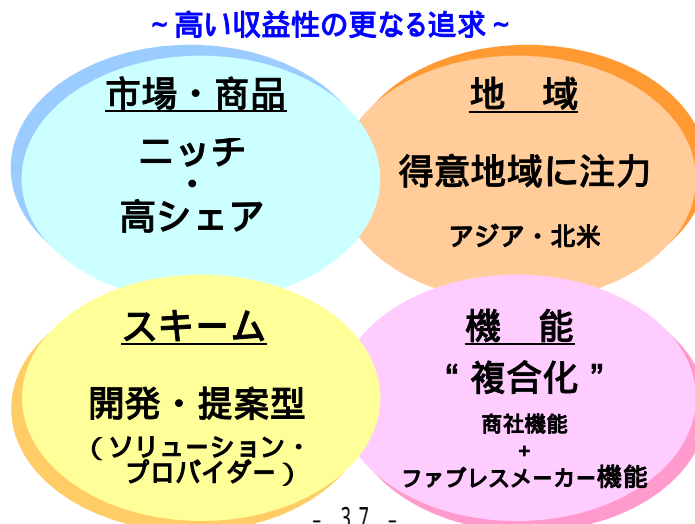 ～高い収益性の更なる追求～
市場・商品
ニッチ
・
高シェア
地　域
得意地域に注力
アジア・北米
スキーム
開発・提案型
（ソリューション・
プロバイダー）
機　能
“ 複合化 ”
商社機能
+
ファブレスメーカー機能
- 37 -